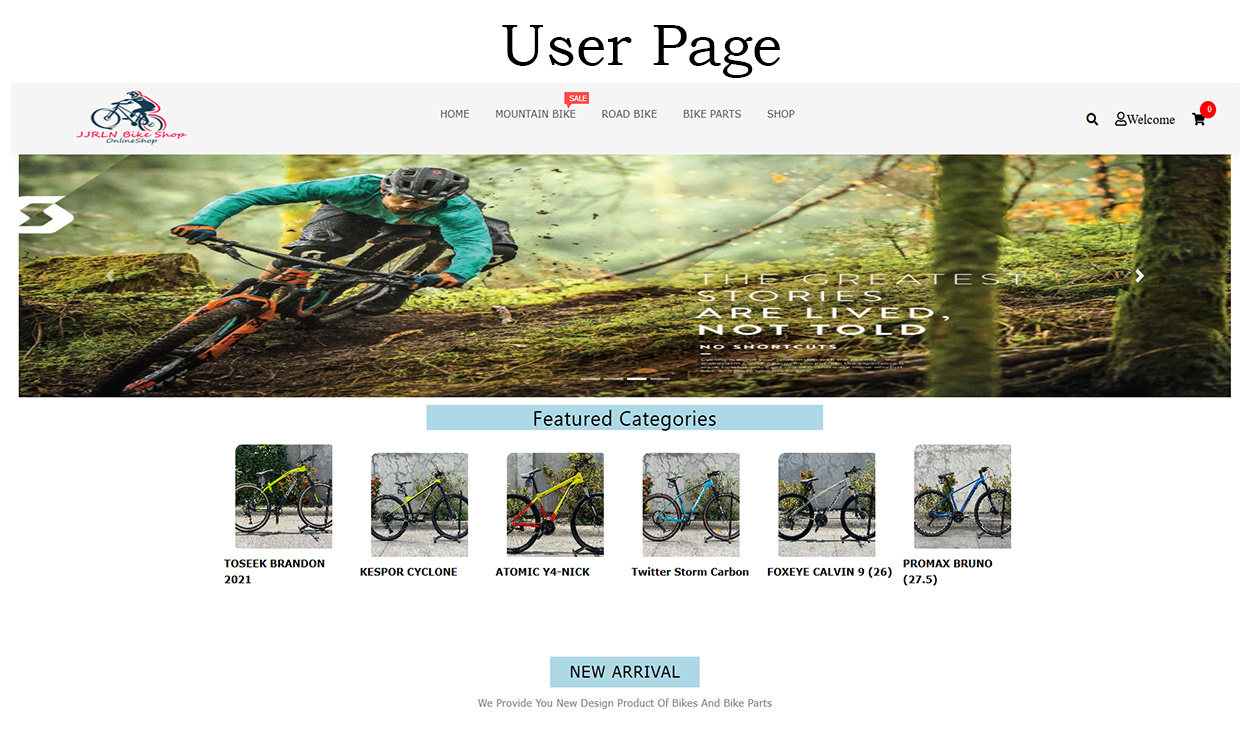 User Page
SALE
HOME MOUNTAIN BIKE ROAD BIKE BIKE PARTS SHOP
JJRLN Bike Shop
OnlineShop
Welcome
0
THE GREATEST
STORIES
ARE LIVED,
NOT TOLD
NO SHORTCUTS
Featured Categories
TOSEEK BRANDON
2021
KESPOR CYCLONE
ATOMIC Y4-NICK
Twitter Storm Carbon
FOXEYE CALVIN 9 (26)
PROMAX BRUNO
(27.5)
NEW ARRIVAL
We Provide You New Design Product Of Bikes And Bike Parts